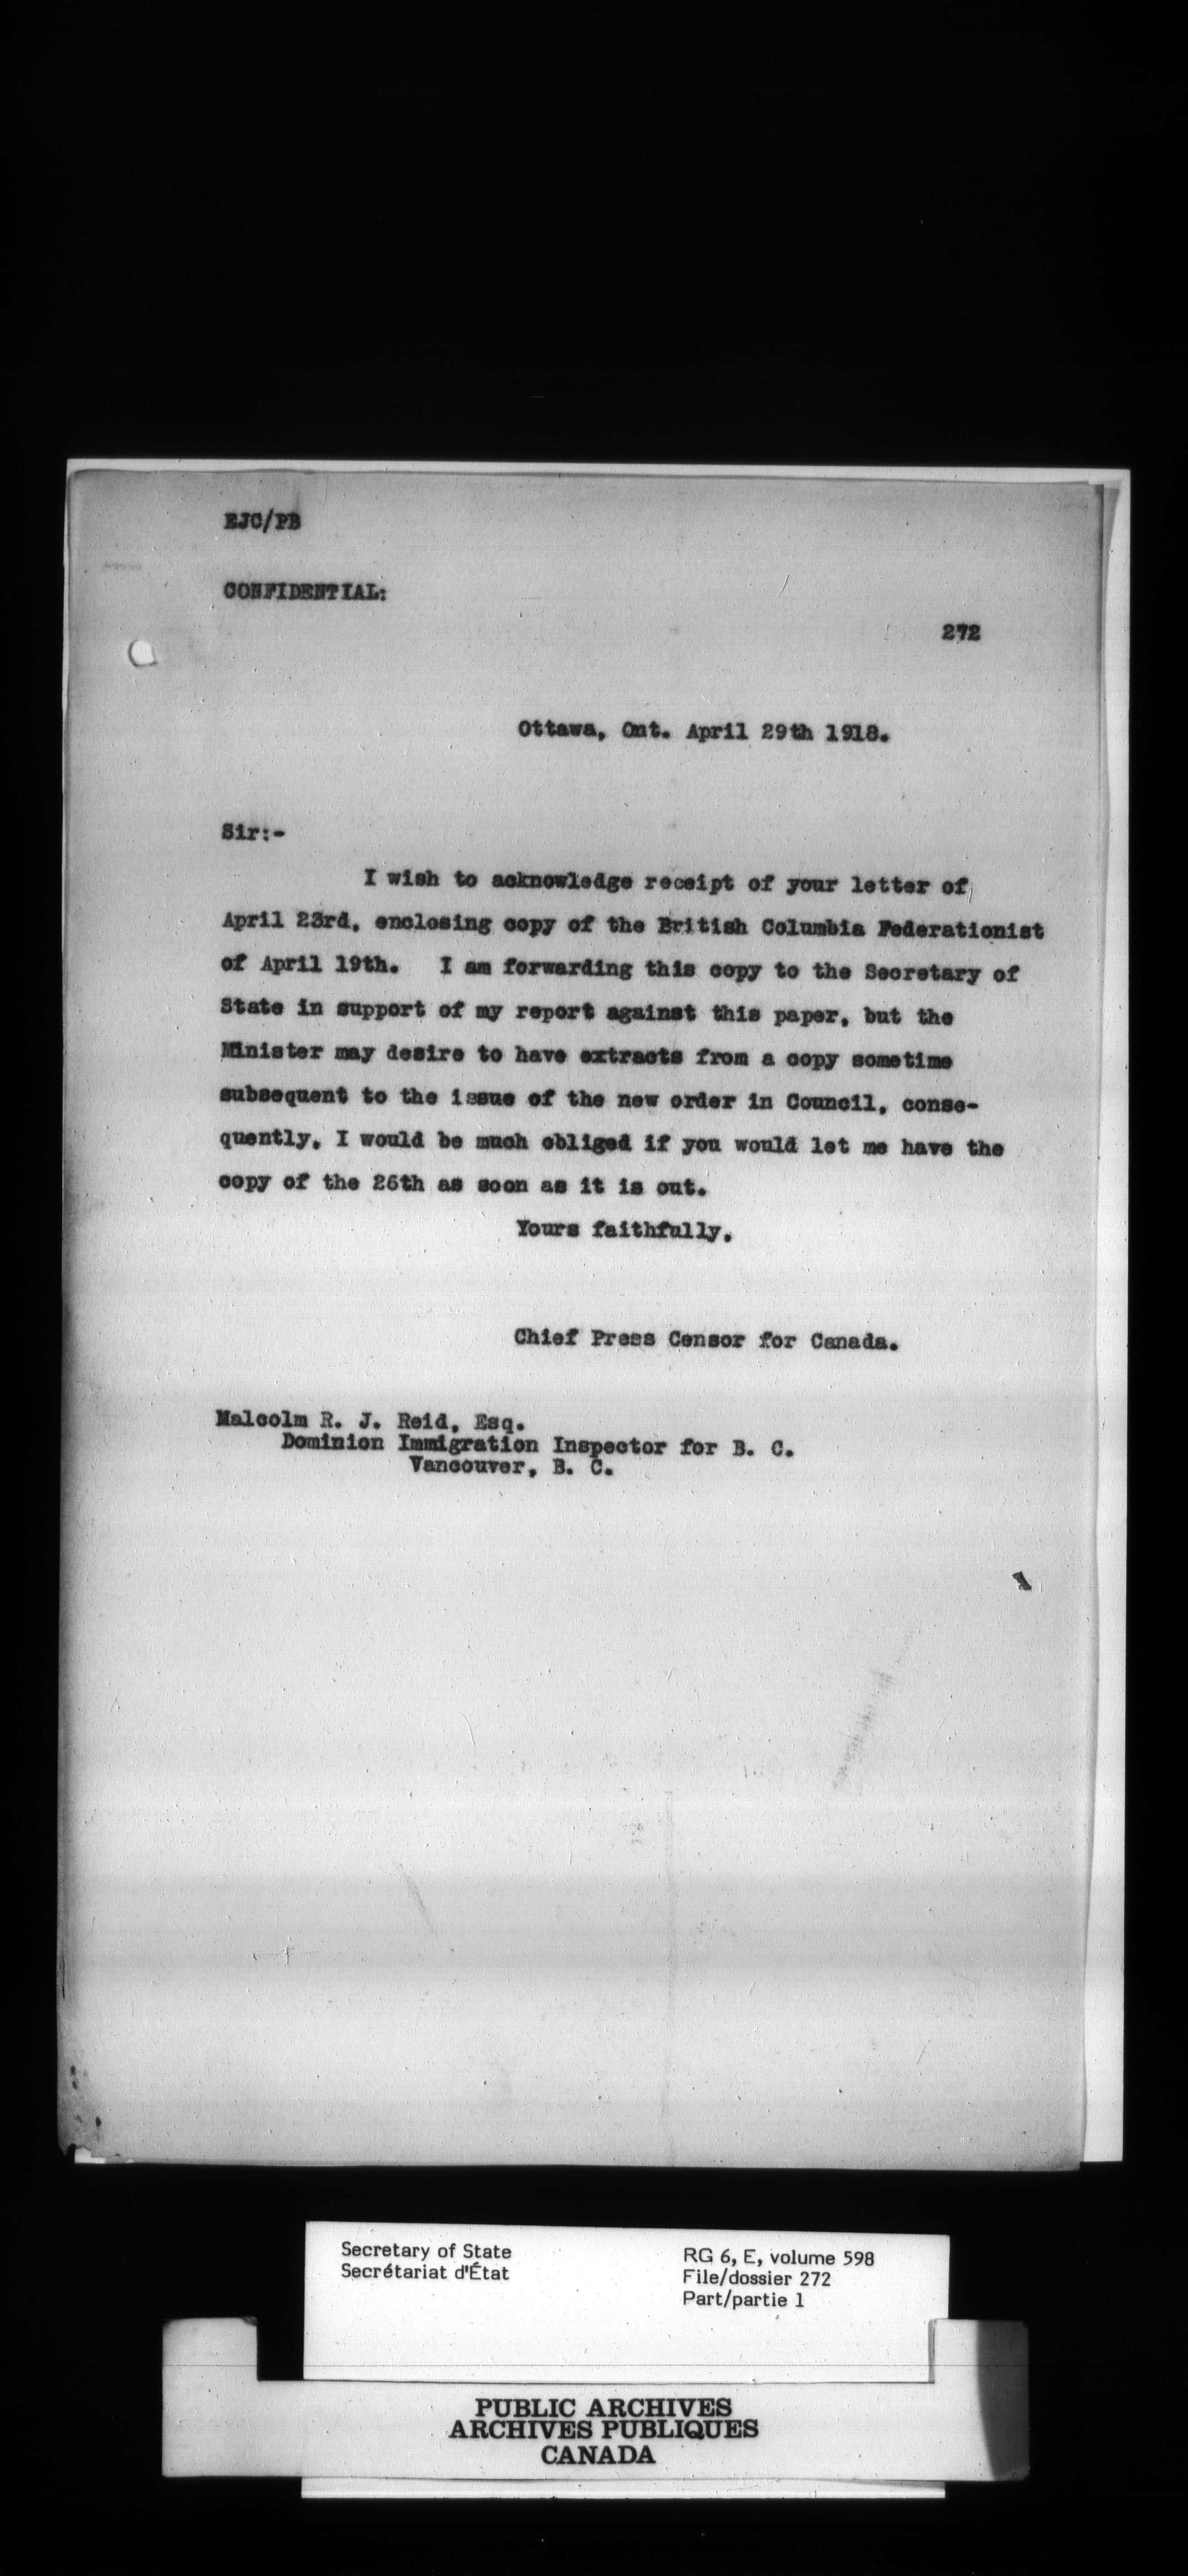 EJC/PB
CONFIDENTIAL:
272
Ottawa, Ont. April 29th 1918.
Sir:-
I wish to acknowledge receipt of your letter of
April 23rd, enclosing copy of the British Columbia Federationist
of April 19th. I am forwarding this copy to the Secretary of
State in support of my report against this paper, but the
Minister may desire to have extracts from a copy sometime
subsequent to the issue of the new order in Council, conse-
quently, I would be much obliged if you would let me have the
copy of the 26th as soon as it is out.
Yours faithfully,
Chief Press Censor for Canada.
Malcolm R. J. Reid, Esq.
Dominion Immigration Inspector for B. C.
Vancouver, B. C.
Secretary of State
Secrétariat d'État
RG 6, E, volume 598
File/dossier 272
Part/partie 1
PUBLIC ARCHIVES
ARCHIVES PUBLIQUES
CANADA